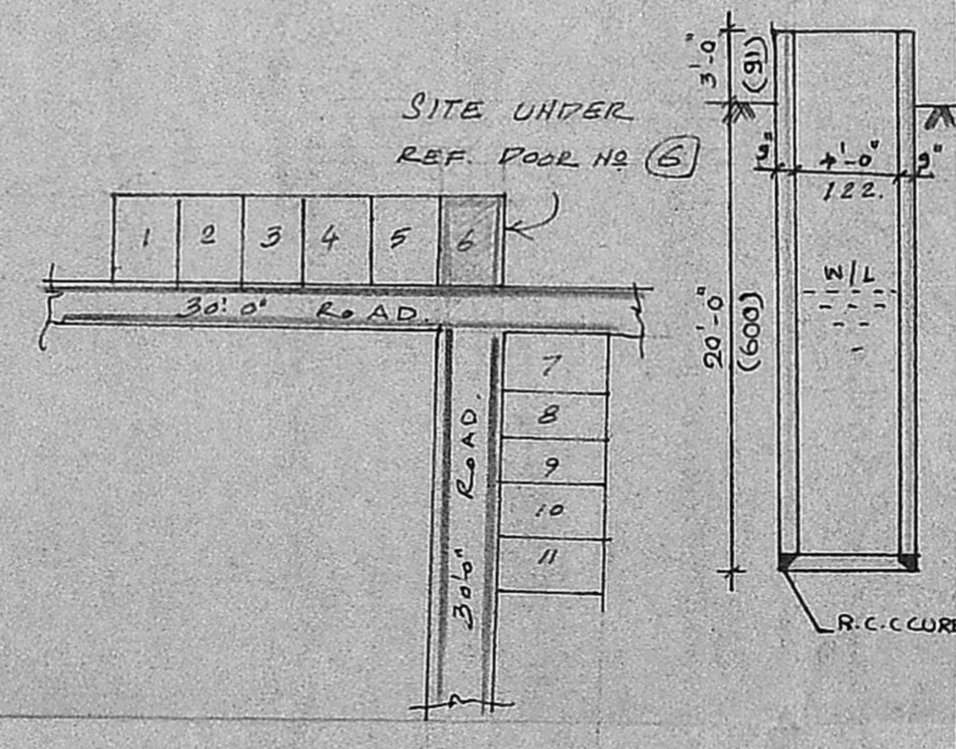 SITE UNDER
REF. DOOR No 6
1 2 3 4 5 6
30'.0" ROAD.
7
8
9
10
11
30'.0" ROAD.
3'-0"
(91)
9" 4'-0" 9"
122.
W/L
20'-0"
(600)
R.C.C CURB